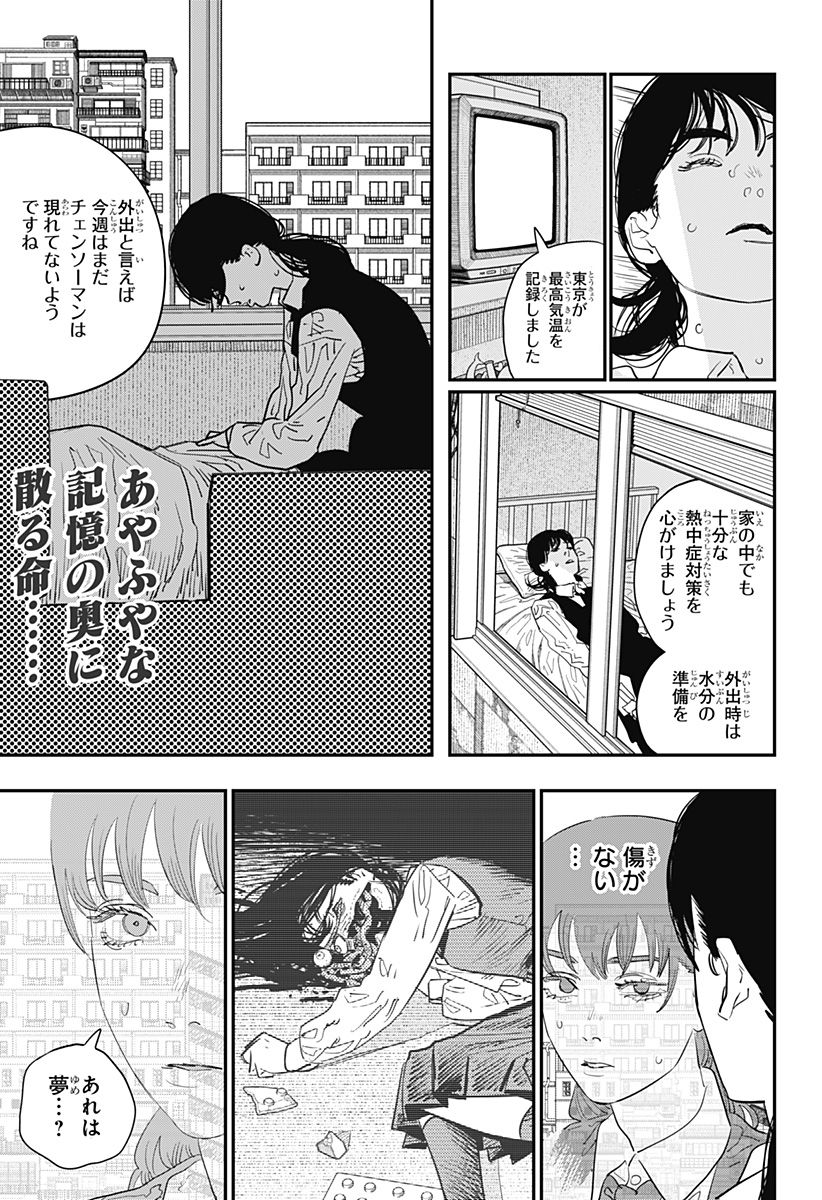 東京が
最高気温を
記録しました
家の中でも
十分な
熱中症対策を
心がけましょう
外出時は
水分の
準備を
外出と言えば
今週はまだ
チェンソーマンは
現れてないよう
ですね
あやふやな
記憶の奥に
散る命……
傷が
ない
…
あれは
夢…?